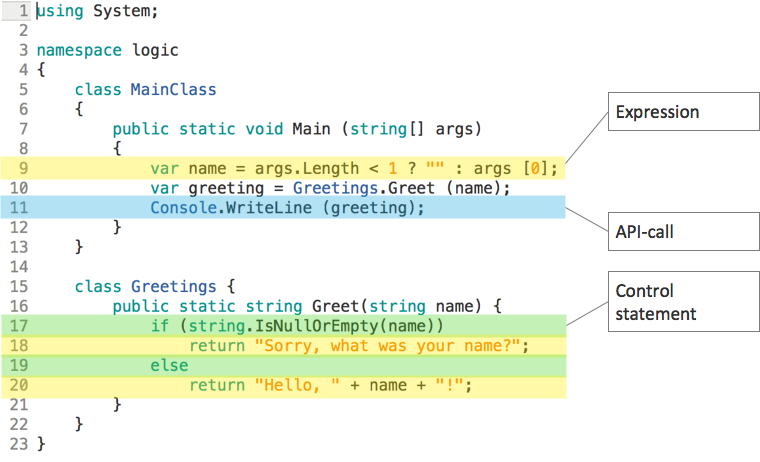 1 using System;
2
3 namespace logic
4 {
5     class MainClass
6     {
7         public static void Main (string[] args)
8         {
9             var name = args.Length < 1 ? "" : args [0];
10             var greeting = Greetings.Greet (name);
11             Console.WriteLine (greeting);
12         }
13     }
14
15     class Greetings {
16         public static string Greet(string name) {
17             if (string.IsNullOrEmpty(name))
18                 return "Sorry, what was your name?";
19             else
20                 return "Hello, " + name + "!";
21         }
22     }
23 }
Expression
API-call
Control
statement